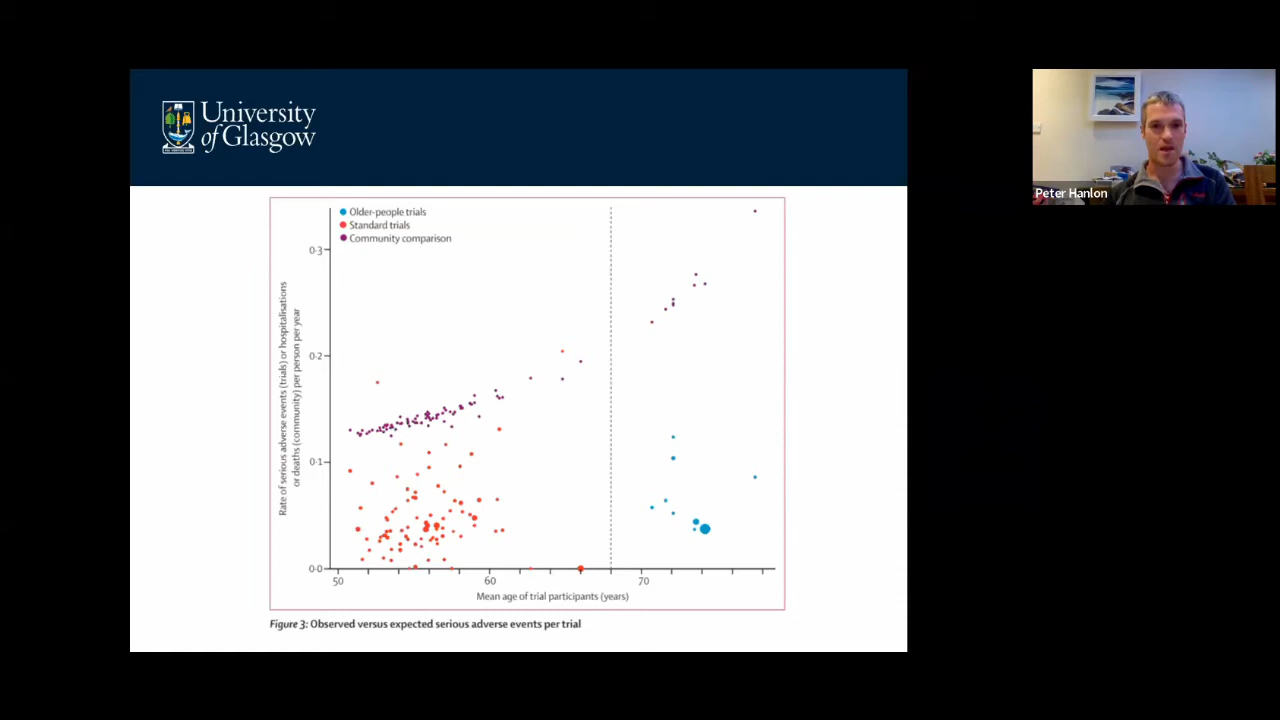 University
of Glasgow
Peter Hanlon
Older-people trials
Standard trials
Community comparison
0·3
0·2
0·1
0·0
Rate of serious adverse events (trials) or hospitalisations
or deaths (community) per person per year
50
60
70
Mean age of trial participants (years)
Figure 3: Observed versus expected serious adverse events per trial